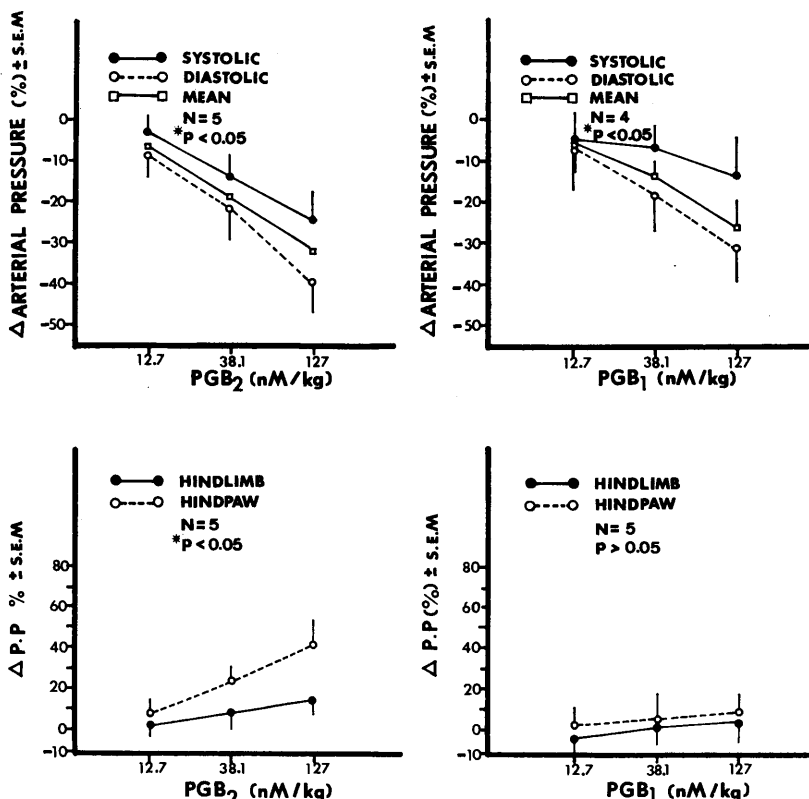 Δ ARTERIAL PRESSURE (%) ± S.E.M
SYSTOLIC
DIASTOLIC
MEAN
N=5
*P<0.05
0
-10
-20
-30
-40
-50
12.7 38.1 127
PGB2 (nM/kg)
Δ ARTERIAL PRESSURE (%) ± S.E.M
SYSTOLIC
DIASTOLIC
MEAN
N=4
*P<0.05
0
-10
-20
-30
-40
-50
12.7 38.1 127
PGB1 (nM/kg)
Δ P.P % ± S.E.M
HINDLIMB
HINDPAW
N=5
*P<0.05
80
60
40
20
0
-10
12.7 38.1 127
PGB2 (nM/kg)
Δ P.P (%) ± S.E.M
HINDLIMB
HINDPAW
N=5
P>0.05
80
60
40
20
0
-10
12.7 38.1 127
PGB1 (nM/kg)